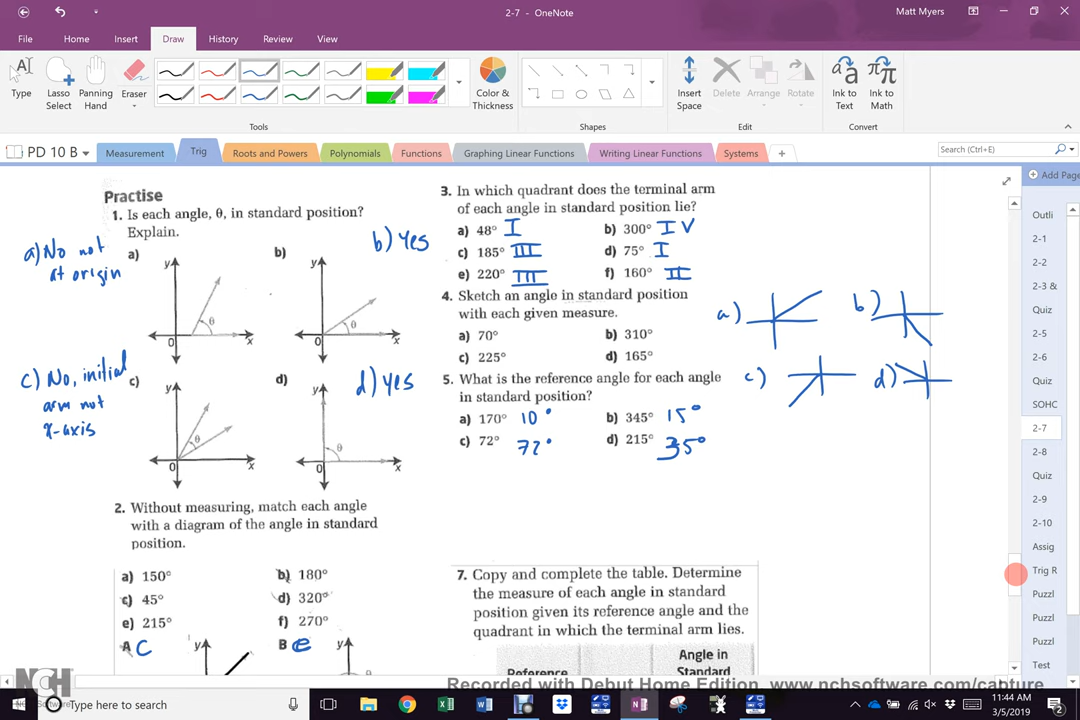 2-7 - OneNote
Matt Myers
File Home Insert Draw History Review View
Type
Lasso Select
Panning Hand
Eraser
Color & Thickness
Insert Space
Delete
Arrange
Rotate
Ink to Text
Ink to Math
Tools
Shapes
Edit
Convert
PD 10 B
Measurement Trig Roots and Powers Polynomials Functions Graphing Linear Functions Writing Linear Functions Systems +
Search (Ctrl+E)
Add Page
Outli
2-1
2-2
2-3 &
Quiz
2-5
2-6
Quiz
SOHC
2-7
2-8
Quiz
2-9
2-10
Assig
Trig R
Puzzl
Puzzl
Puzzl
Test
Practise
1. Is each angle, θ, in standard position?
Explain.
a) No not
at origin
a)
y
θ
0
x
b)
b) Yes
y
θ
0
x
c) No, initial
arm not
x-axis
c)
y
θ
0
x
d)
d) yes
y
θ
0
x
2. Without measuring, match each angle
with a diagram of the angle in standard
position.
a) 150° b) 180°
c) 45° d) 320°
e) 215° f) 270°
A C y B e y
3. In which quadrant does the terminal arm
of each angle in standard position lie?
a) 48° I b) 300° IV
c) 185° III d) 75° I
e) 220° III f) 160° II
4. Sketch an angle in standard position
with each given measure.
a) 70° b) 310°
c) 225° d) 165°
a) b)
c) d)
5. What is the reference angle for each angle
in standard position?
a) 170° 10° b) 345° 15°
c) 72° 72° d) 215° 35°
7. Copy and complete the table. Determine
the measure of each angle in standard
position given its reference angle and the
quadrant in which the terminal arm lies.
Angle in
Reference Standard
Recorded with Debut Home Edition www.nchsoftware.com/capture
NCH
Software
Type here to search
11:44 AM
3/5/2019
2